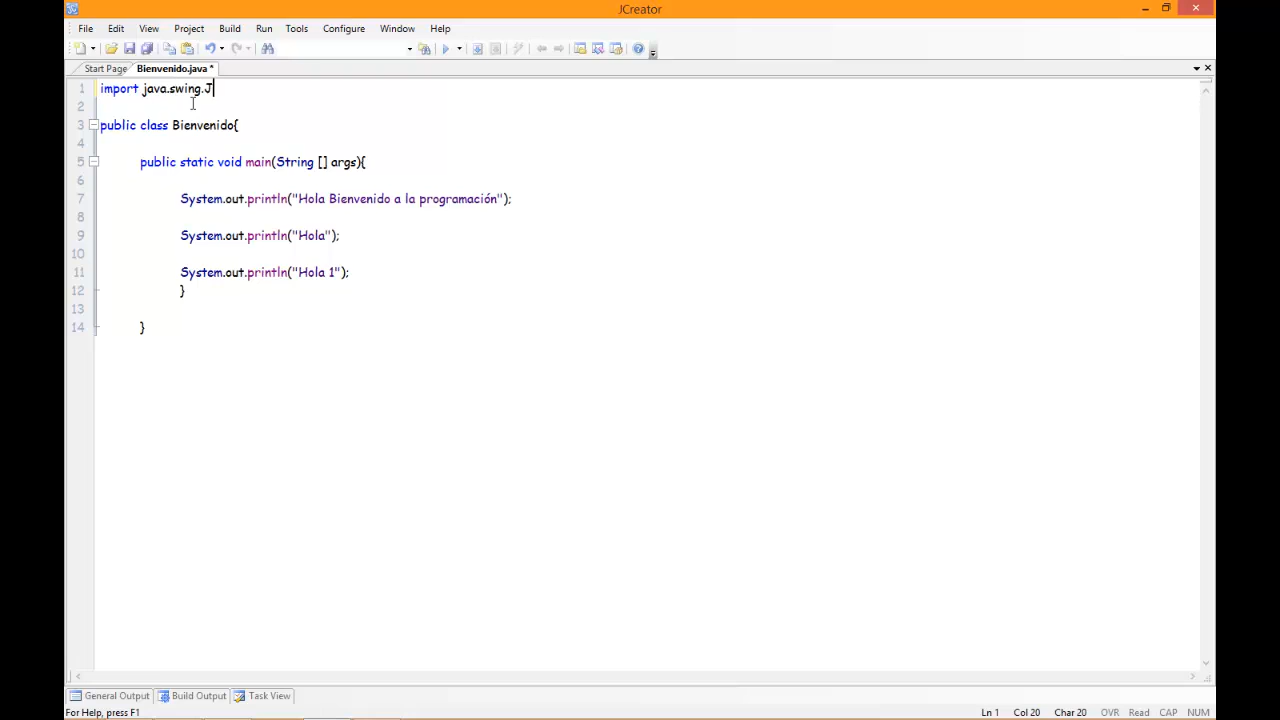 JCreator
File Edit View Project Build Run Tools Configure Window Help
Start Page Bienvenido.java *
1 import java.swing.J
2
3 public class Bienvenido{
4
5 public static void main(String [] args){
6
7 System.out.println("Hola Bienvenido a la programación");
8
9 System.out.println("Hola");
10
11 System.out.println("Hola 1");
12 }
13
14 }
General Output Build Output Task View
For Help, press F1 Ln 1 Col 20 Char 20 OVR Read CAP NUM